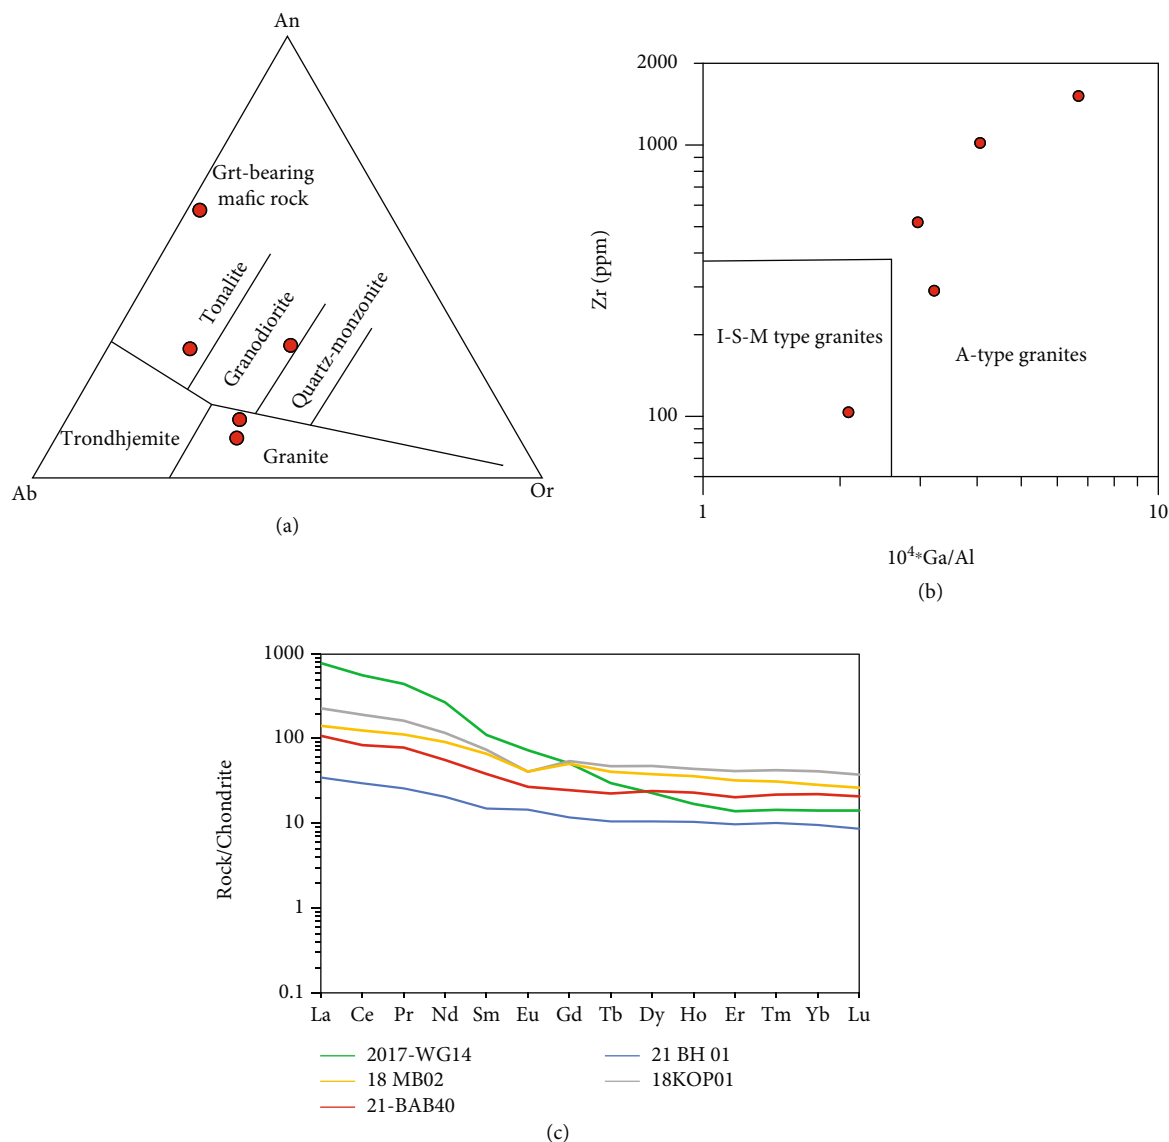 An
Grt-bearing
mafic rock
Tonalite
Granodiorite
Quartz-monzonite
Trondhjemite
Granite
Ab
Or
(a)
2000
1000
100
Zr (ppm)
I-S-M type granites
A-type granites
1
10
10⁴*Ga/Al
(b)
1000
100
10
1
0.1
Rock/Chondrite
La Ce Pr Nd Sm Eu Gd Tb Dy Ho Er Tm Yb Lu
2017-WG14
18 MB02
21-BAB40
21 BH 01
18KOP01
(c)